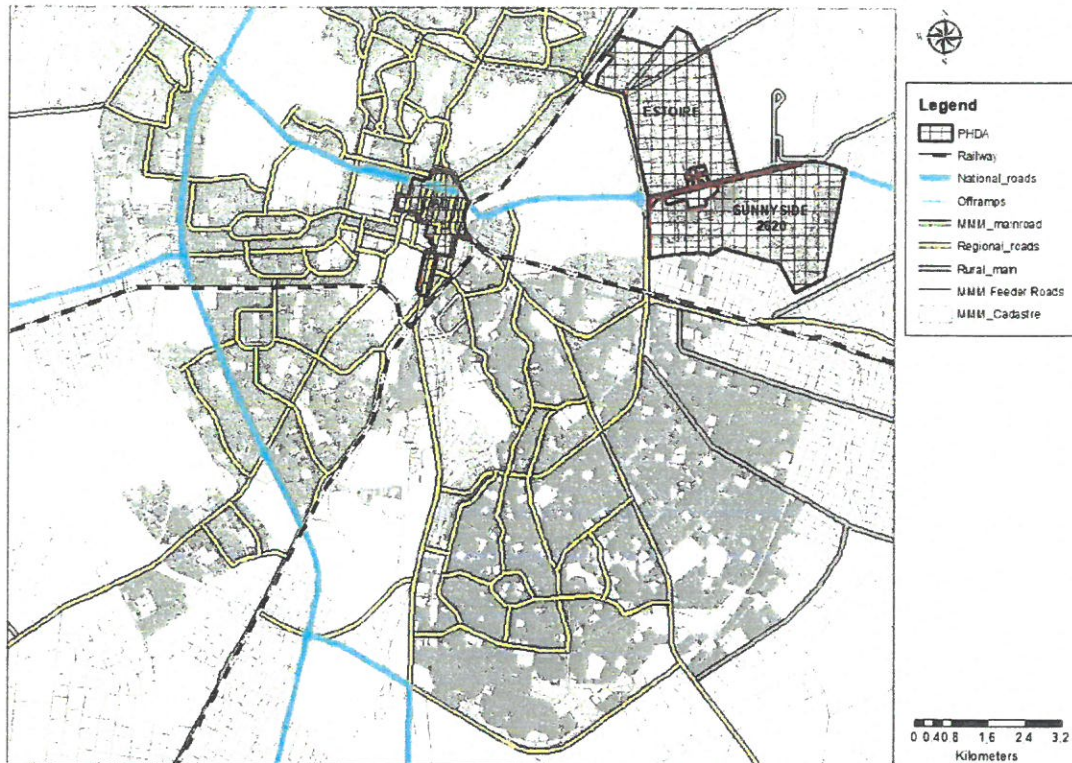 ESTOIRE
SUNNYSIDE
2620
Legend
PHDA
Railway
National_roads
Offramps
MMM_mainroad
Regional_roads
Rural_main
MMM Feeder Roads
MMM_Cadastre
0 0.40.8 1,6 2.4 3.2
Kilometers